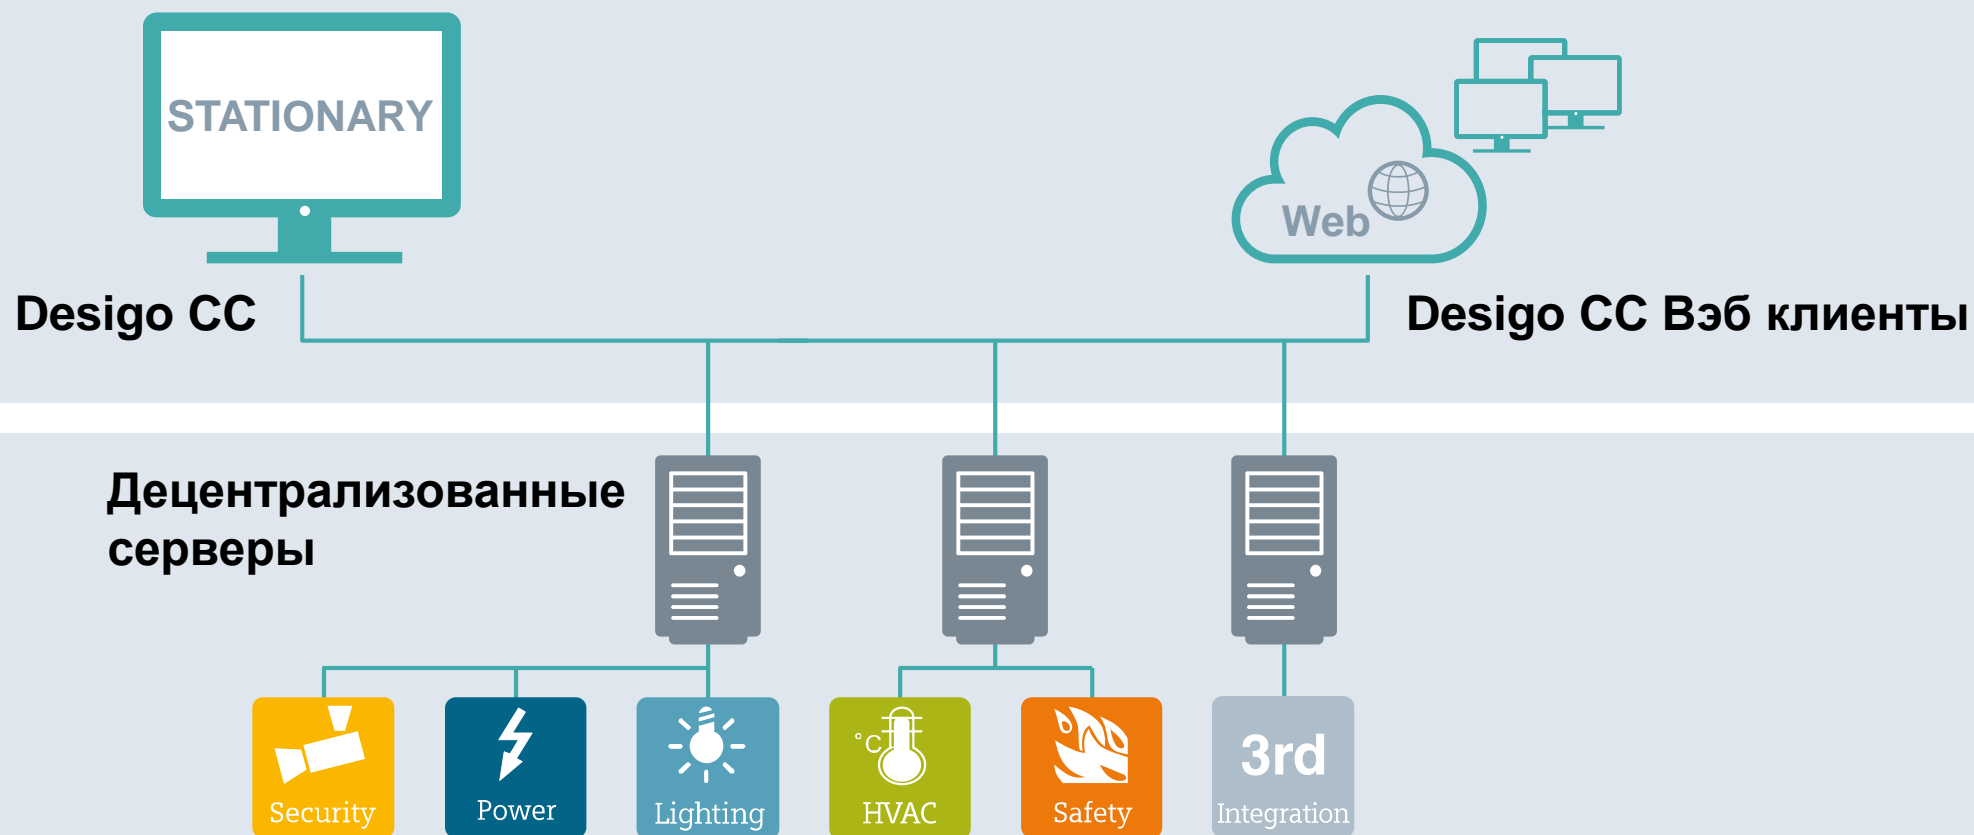 STATIONARY
Web
Desigo CC
Desigo CC Вэб клиенты
Децентрализованные
серверы
Security
Power
Lighting
°C
HVAC
Safety
3rd
Integration